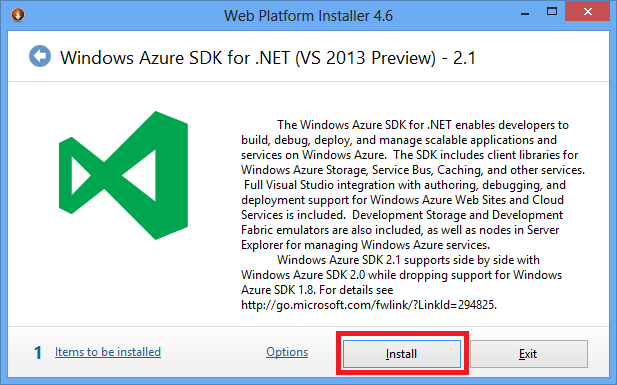 Web Platform Installer 4.6
Windows Azure SDK for .NET (VS 2013 Preview) - 2.1
The Windows Azure SDK for .NET enables developers to
build, debug, deploy, and manage scalable applications and
services on Windows Azure.  The SDK includes client libraries for
Windows Azure Storage, Service Bus, Caching, and other services.
Full Visual Studio integration with authoring, debugging, and
deployment support for Windows Azure Web Sites and Cloud
Services is included.  Development Storage and Development
Fabric emulators are also included, as well as nodes in Server
Explorer for managing Windows Azure services.
Windows Azure SDK 2.1 supports side by side with
Windows Azure SDK 2.0 while dropping support for Windows
Azure SDK 1.8. For details see
http://go.microsoft.com/fwlink/?LinkId=294825.
1 Items to be installed Options Install Exit